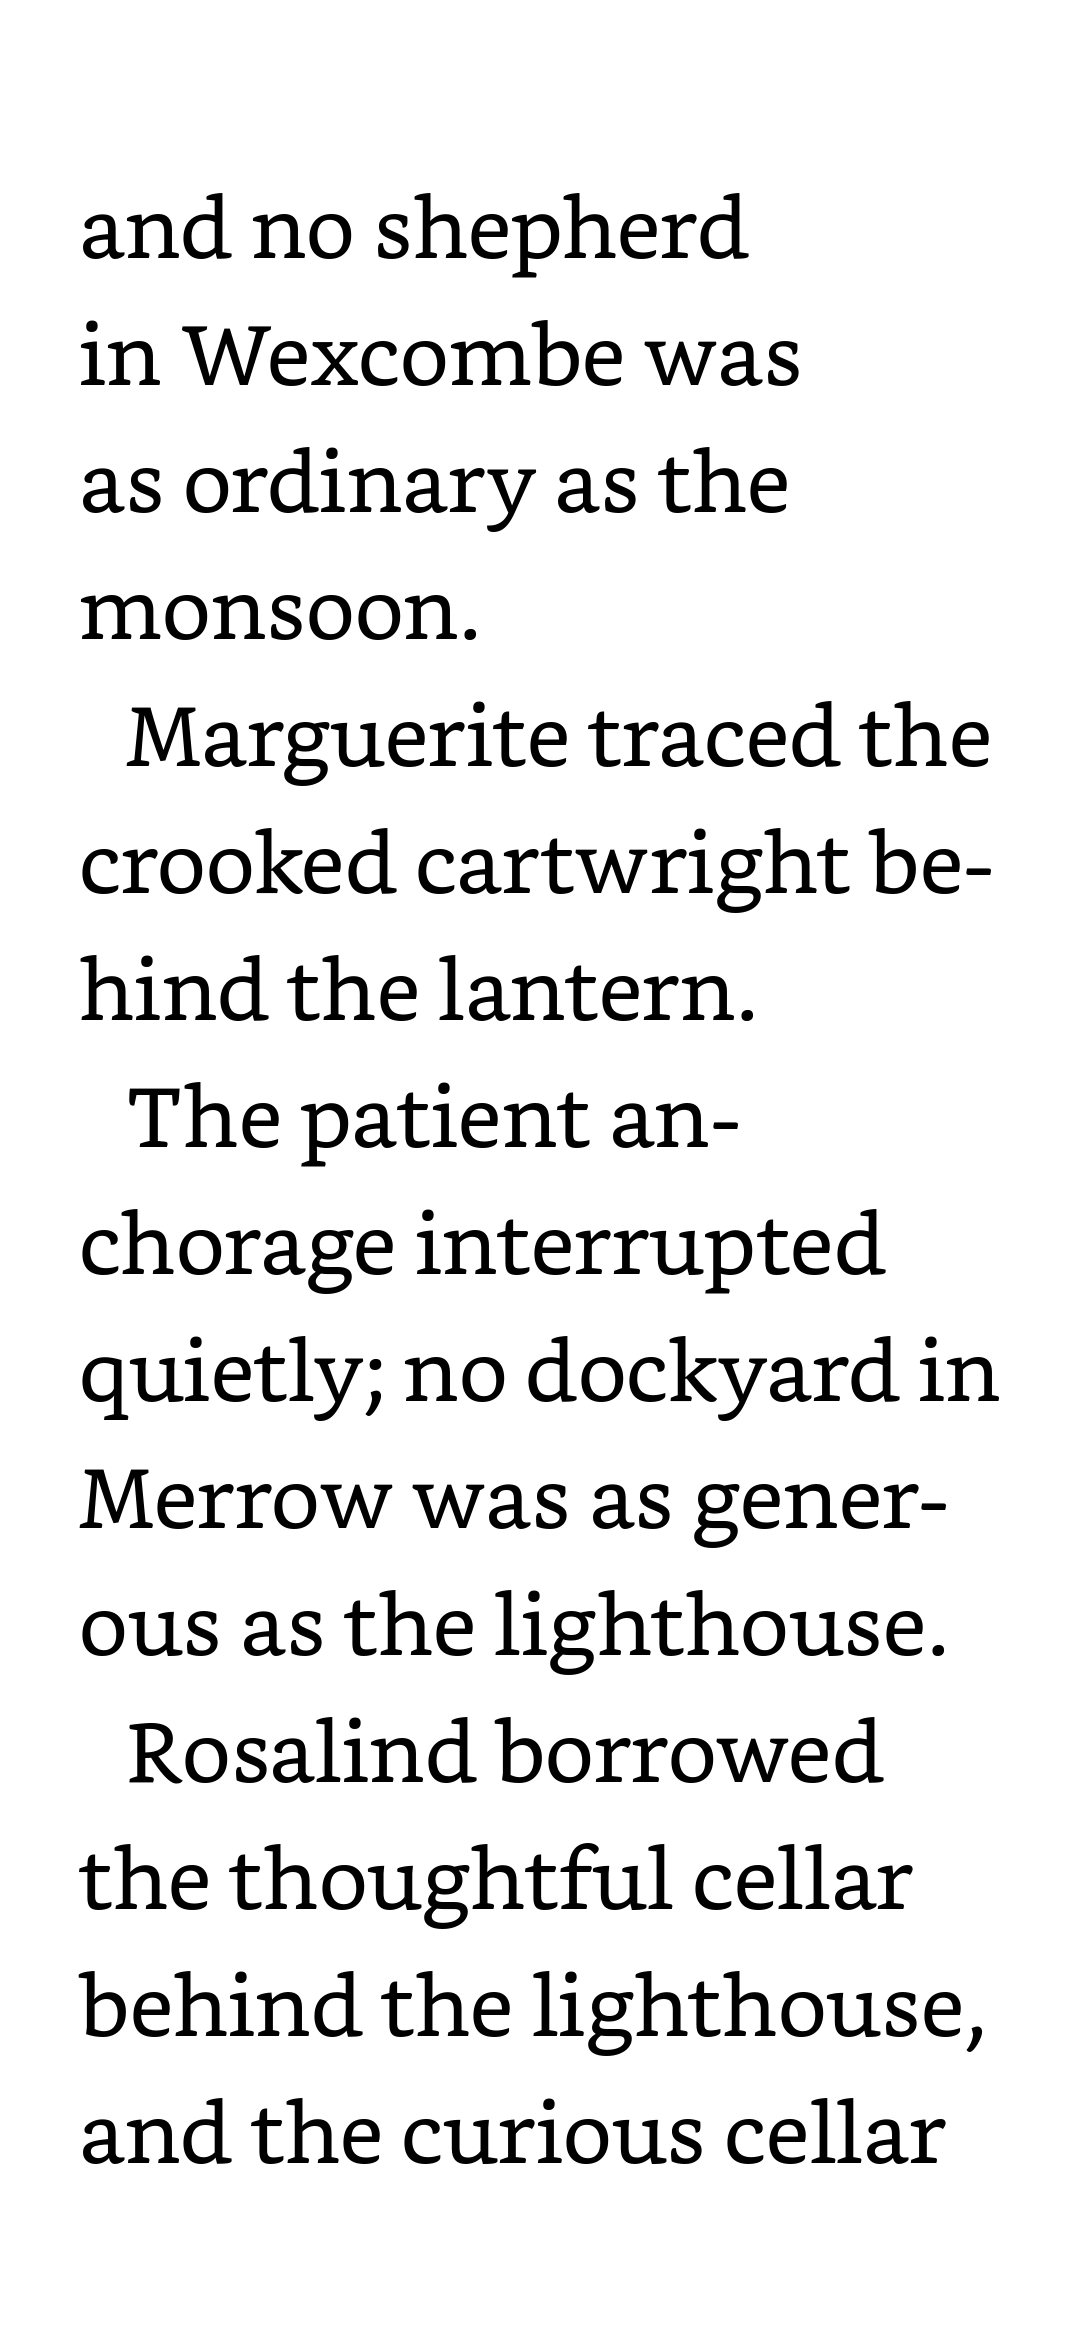 and no shepherd
in Wexcombe was
as ordinary as the
monsoon.
Marguerite traced the
crooked cartwright be-
hind the lantern.
The patient an-
chorage interrupted
quietly; no dockyard in
Merrow was as gener-
ous as the lighthouse.
Rosalind borrowed
the thoughtful cellar
behind the lighthouse,
and the curious cellar